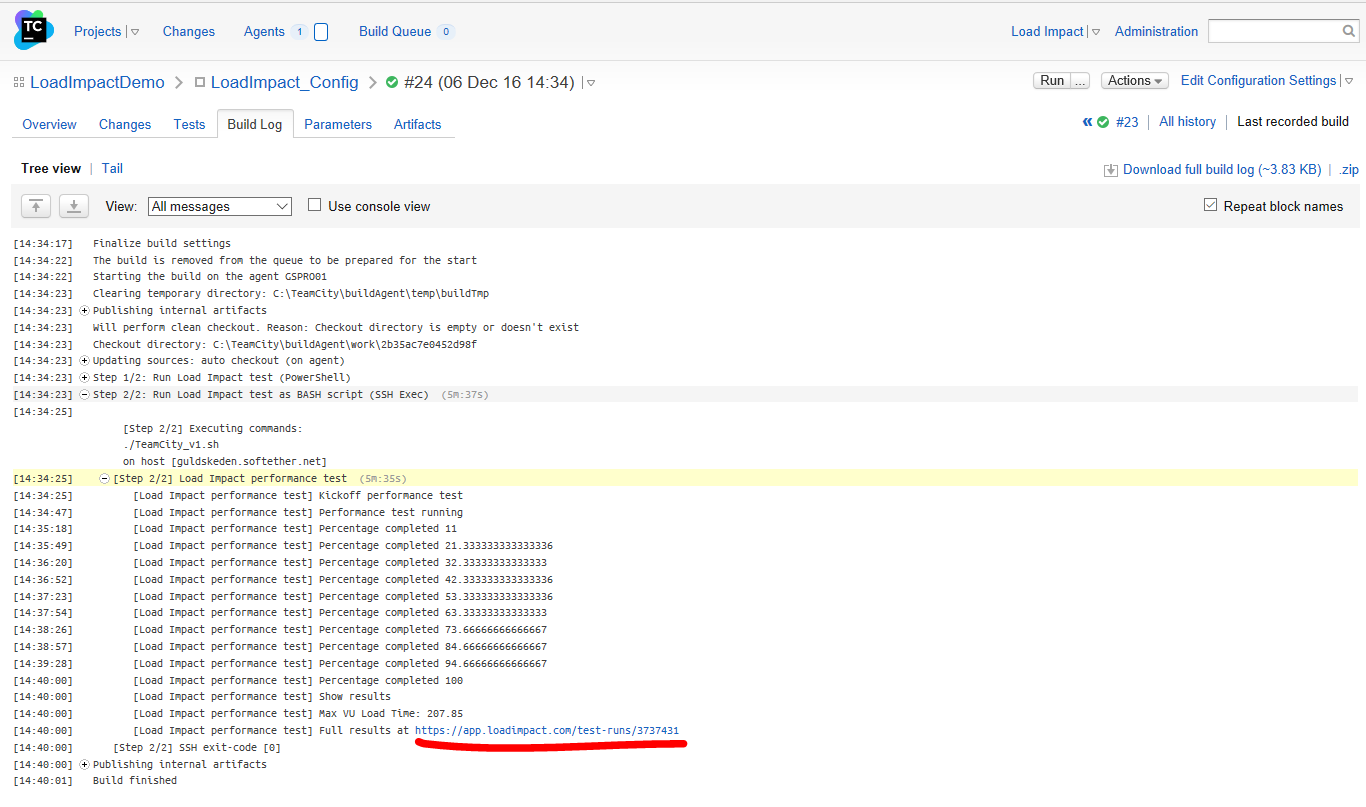 TC Projects Changes Agents 1 Build Queue 0 Load Impact Administration
LoadImpactDemo LoadImpact_Config #24 (06 Dec 16 14:34) Run ... Actions Edit Configuration Settings
Overview Changes Tests Build Log Parameters Artifacts « #23 All history Last recorded build
Tree view | Tail Download full build log (~3.83 KB) | .zip
View: All messages Use console view Repeat block names
[14:34:17] Finalize build settings
[14:34:22] The build is removed from the queue to be prepared for the start
[14:34:22] Starting the build on the agent GSPRO01
[14:34:23] Clearing temporary directory: C:\TeamCity\buildAgent\temp\buildTmp
[14:34:23] Publishing internal artifacts
[14:34:23] Will perform clean checkout. Reason: Checkout directory is empty or doesn't exist
[14:34:23] Checkout directory: C:\TeamCity\buildAgent\work\2b35ac7e0452d98f
[14:34:23] Updating sources: auto checkout (on agent)
[14:34:23] Step 1/2: Run Load Impact test (PowerShell)
[14:34:23] Step 2/2: Run Load Impact test as BASH script (SSH Exec) (5m:37s)
[14:34:25]
[Step 2/2] Executing commands:
./TeamCity_v1.sh
on host [guldskeden.softether.net]
[14:34:25] [Step 2/2] Load Impact performance test (5m:35s)
[14:34:25] [Load Impact performance test] Kickoff performance test
[14:34:47] [Load Impact performance test] Performance test running
[14:35:18] [Load Impact performance test] Percentage completed 11
[14:35:49] [Load Impact performance test] Percentage completed 21.333333333333336
[14:36:20] [Load Impact performance test] Percentage completed 32.33333333333333
[14:36:52] [Load Impact performance test] Percentage completed 42.333333333333336
[14:37:23] [Load Impact performance test] Percentage completed 53.333333333333336
[14:37:54] [Load Impact performance test] Percentage completed 63.33333333333333
[14:38:26] [Load Impact performance test] Percentage completed 73.66666666666667
[14:38:57] [Load Impact performance test] Percentage completed 84.66666666666667
[14:39:28] [Load Impact performance test] Percentage completed 94.66666666666667
[14:40:00] [Load Impact performance test] Percentage completed 100
[14:40:00] [Load Impact performance test] Show results
[14:40:00] [Load Impact performance test] Max VU Load Time: 207.85
[14:40:00] [Load Impact performance test] Full results at https://app.loadimpact.com/test-runs/3737431
[14:40:00] [Step 2/2] SSH exit-code [0]
[14:40:00] Publishing internal artifacts
[14:40:01] Build finished